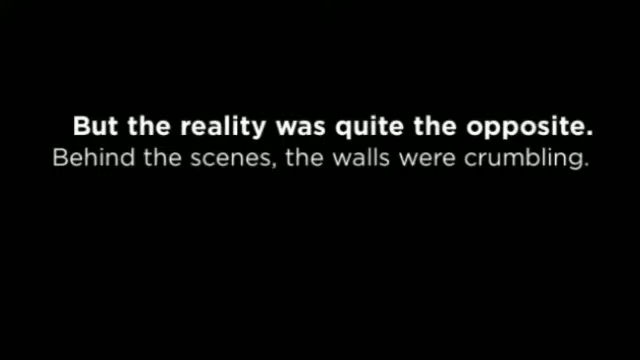 But the reality was quite the opposite.
Behind the scenes, the walls were crumbling.